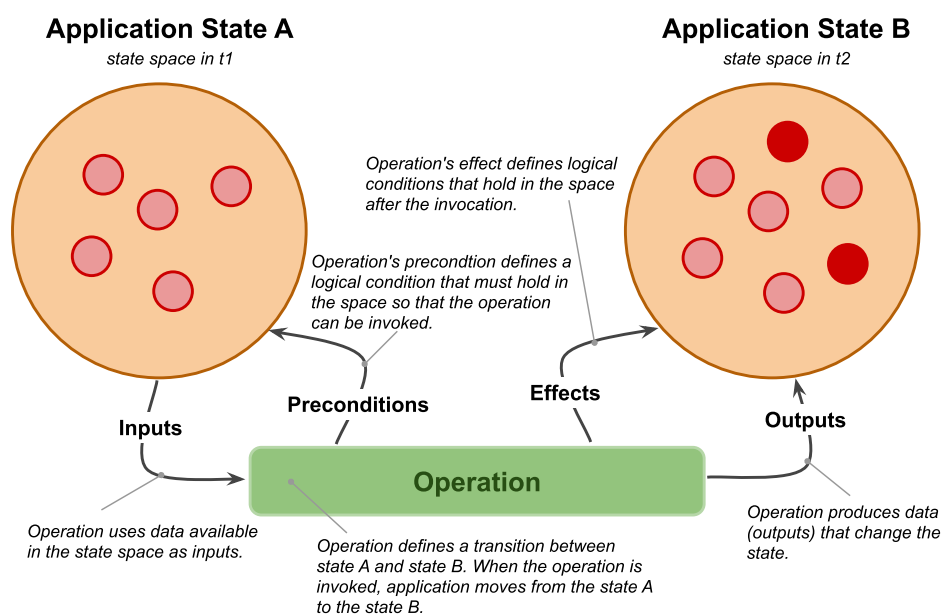 Application State A
state space in t1
Application State B
state space in t2
Operation's effect defines logical
conditions that hold in the space
after the invocation.
Operation's precondtion defines a
logical condition that must hold in
the space so that the operation
can be invoked.
Inputs
Preconditions
Effects
Outputs
Operation
Operation uses data available
in the state space as inputs.
Operation defines a transition between
state A and state B. When the operation is
invoked, application moves from the state A
to the state B.
Operation produces data
(outputs) that change the
state.